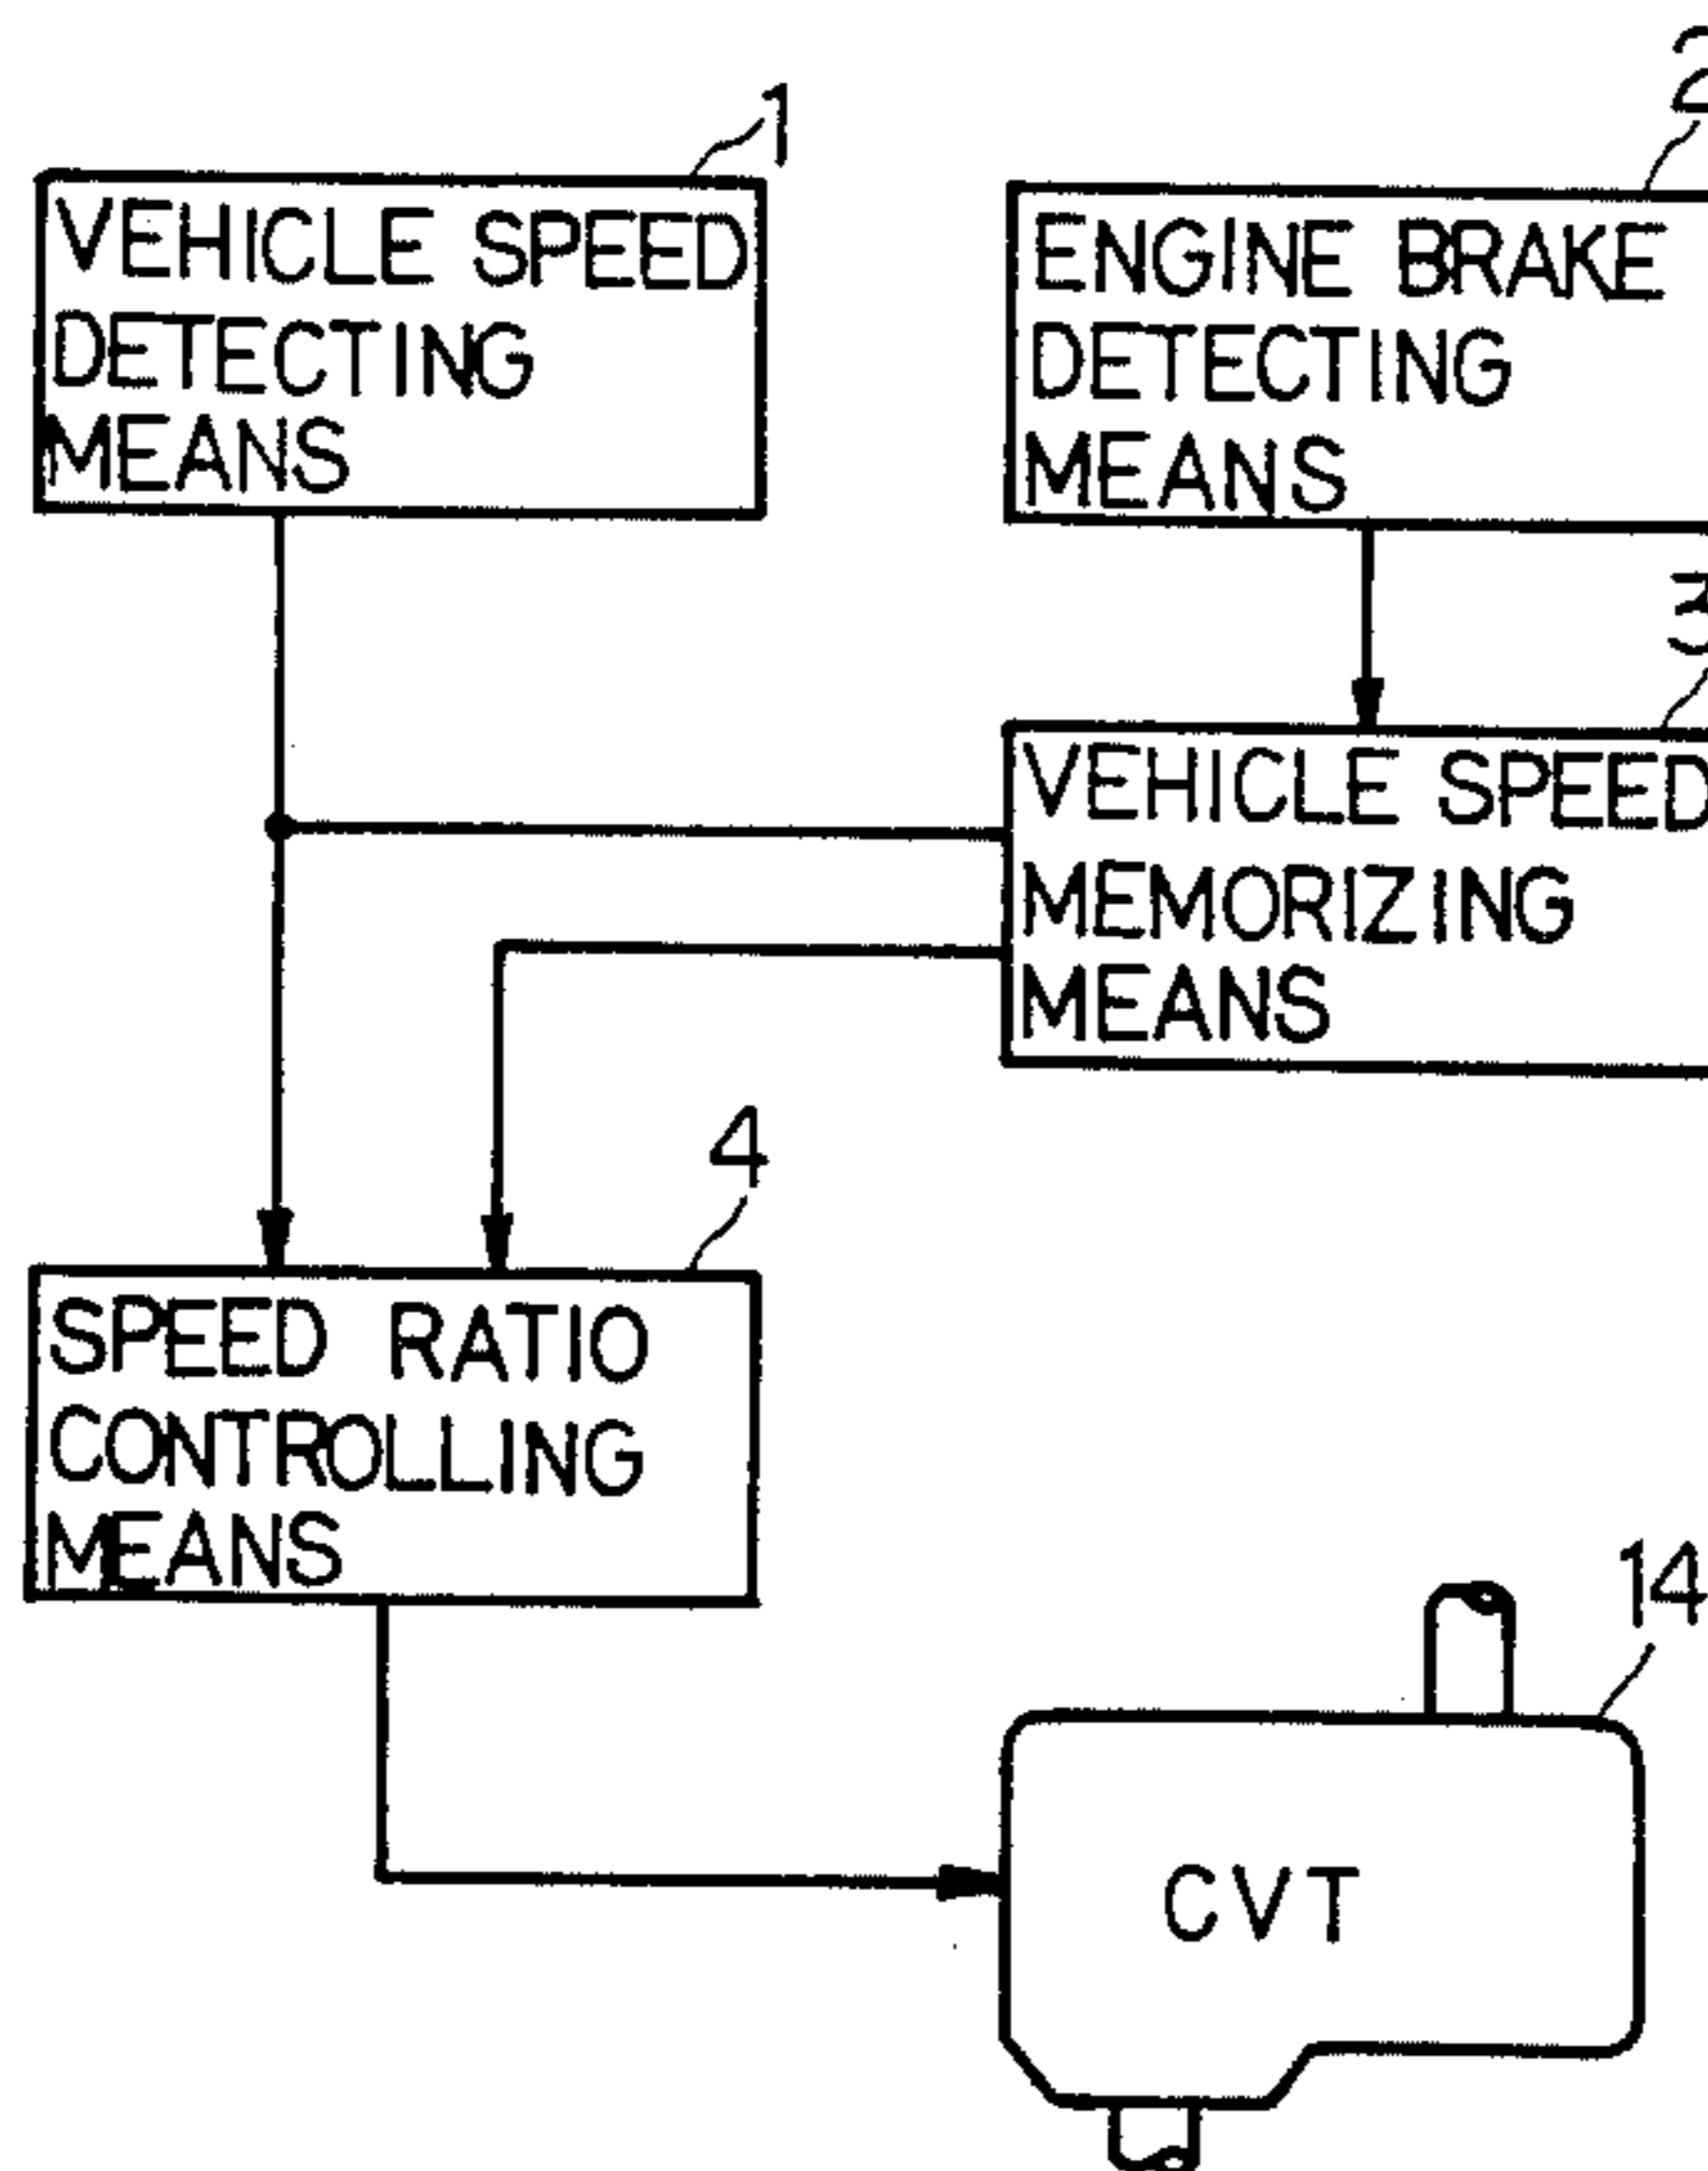 1
VEHICLE SPEED
DETECTING
MEANS
2
ENGINE BRAKE
DETECTING
MEANS
3
VEHICLE SPEED
MEMORIZING
MEANS
4
SPEED RATIO
CONTROLLING
MEANS
14
CVT